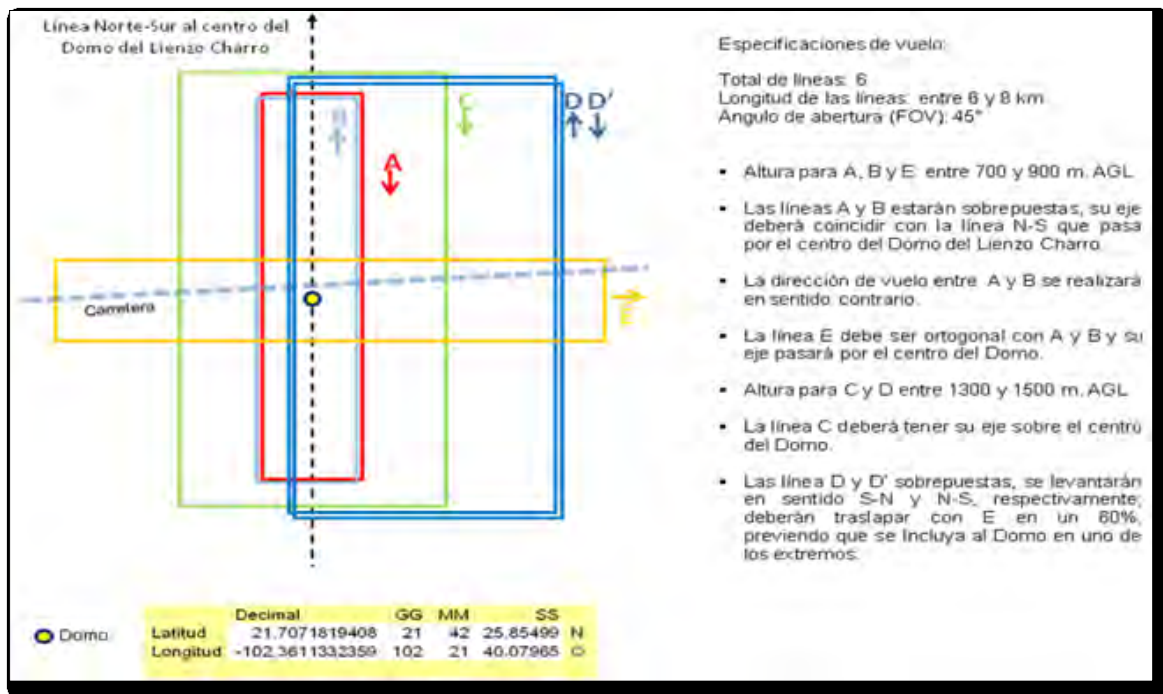 Línea Norte-Sur al centro del
Domo del Lienzo Charro
B
A
C
D D'
E
Carretera
Especificaciones de vuelo:
Total de líneas: 6
Longitud de las líneas: entre 6 y 8 km
Angulo de abertura (FOV): 45°
• Altura para A, B y E entre 700 y 900 m. AGL
• Las líneas A y B estarán sobrepuestas, su eje
deberá coincidir con la línea N-S que pasa
por el centro del Domo del Lienzo Charro.
• La dirección de vuelo entre A y B se realizará
en sentido contrario.
• La línea E debe ser ortogonal con A y B y su
eje pasará por el centro del Domo.
• Altura para C y D entre 1300 y 1500 m. AGL
• La línea C deberá tener su eje sobre el centro
del Domo.
• Las línea D y D' sobrepuestas, se levantarán
en sentido S-N y N-S, respectivamente;
deberán traslapar con E en un 60%,
previendo que se Incluya al Domo en uno de
los extremos.
Domo
Decimal GG MM SS
Latitud 21.7071819408 21 42 25.85499 N
Longitud -102.3611332359 102 21 40.07965 O